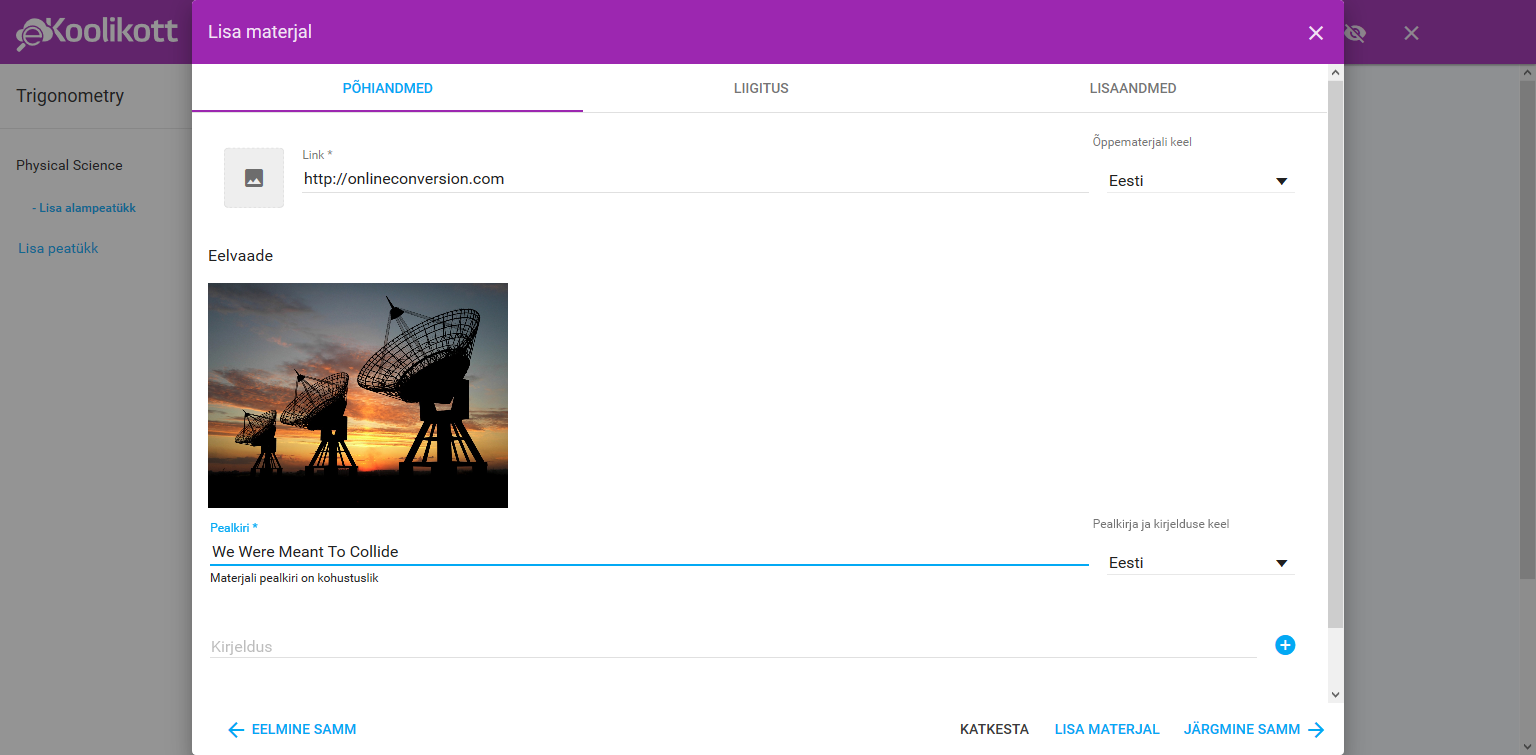 eKoolikott
Lisa materjal
Trigonometry
Physical Science
- Lisa alampeatükk
Lisa peatükk
PÕHIANDMED
LIIGITUS
LISAANDMED
Link *
http://onlineconversion.com
Õppematerjali keel
Eesti
Eelvaade
Pealkiri *
We Were Meant To Collide
Materjali pealkiri on kohustuslik
Pealkirja ja kirjelduse keel
Eesti
Kirjeldus
EELMINE SAMM
KATKESTA
LISA MATERJAL
JÄRGMINE SAMM